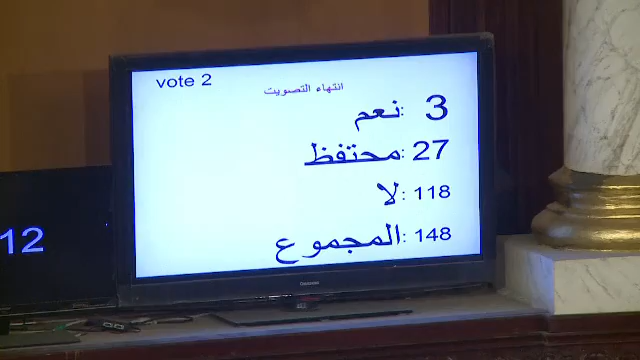 vote 2
انتهاء التصويت
نعم: 3
محتفظ: 27
لا: 118
المجموع: 148
12